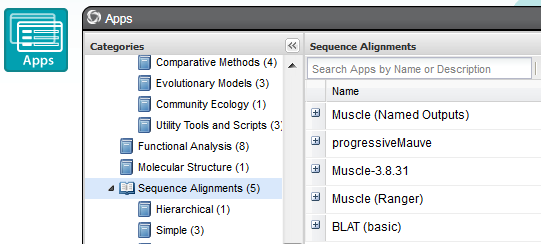 Apps
Apps
Categories
Comparative Methods (4)
Evolutionary Models (3)
Community Ecology (1)
Utility Tools and Scripts (3)
Functional Analysis (8)
Molecular Structure (1)
Sequence Alignments (5)
Hierarchical (1)
Simple (3)
Sequence Alignments
Search Apps by Name or Description
Name
Muscle (Named Outputs)
progressiveMauve
Muscle-3.8.31
Muscle (Ranger)
BLAT (basic)